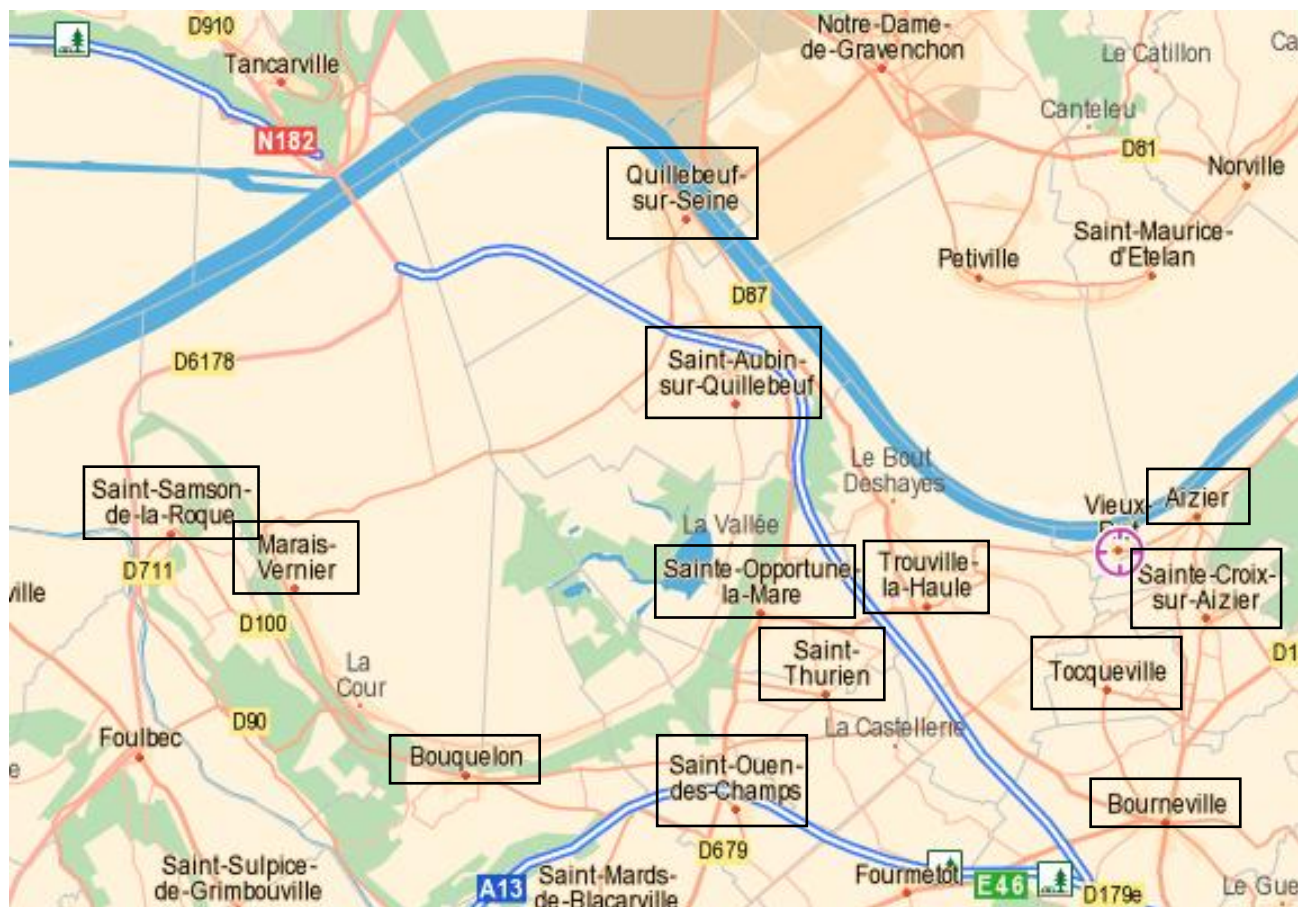 D910
Tancarville
N182
Notre-Dame-
de-Gravenchon
Le Catillon
Ca
Canteleu
D81
Norville
Quillebeuf-
sur-Seine
Saint-Maurice-
d'Etelan
Petiville
D87
D6178
Saint-Aubin-
sur-Quillebeuf
Le Bout
Deshayes
Saint-Samson-
de-la-Roque
Marais-
Vernier
La Vallée
Vieux-
Aizier
D711
ville
Sainte-Opportune-
la-Mare
Trouville-
la-Haule
Sainte-Croix-
sur-Aizier
D100
Saint-
Thurien
Tocqueville
D1
La
Cour
D90
La Castellerie
Foulbec
e
Bouquelon
Saint-Ouen-
des-Champs
Bourneville
D679
Saint-Sulpice-
de-Grimbouville
A13
Saint-Mards-
de-Blacarville
Fourmetot
E46
D179e
Le Gue